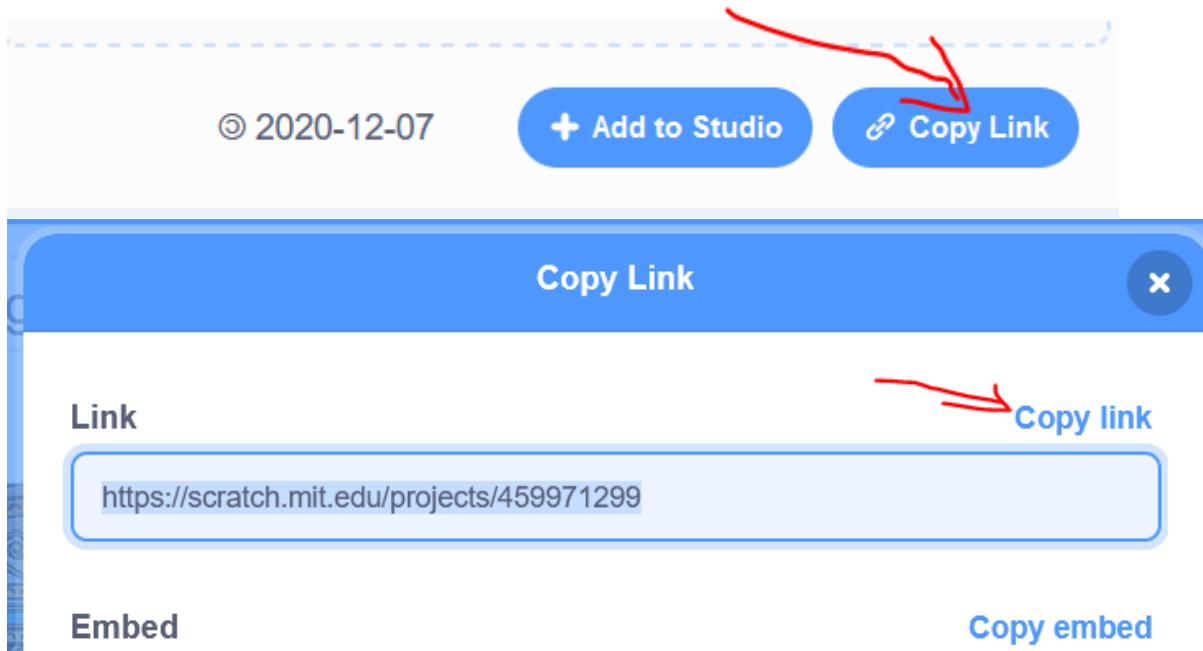 🄯 2020-12-07 + Add to Studio Copy Link
Copy Link
Link Copy link
https://scratch.mit.edu/projects/459971299
Embed Copy embed